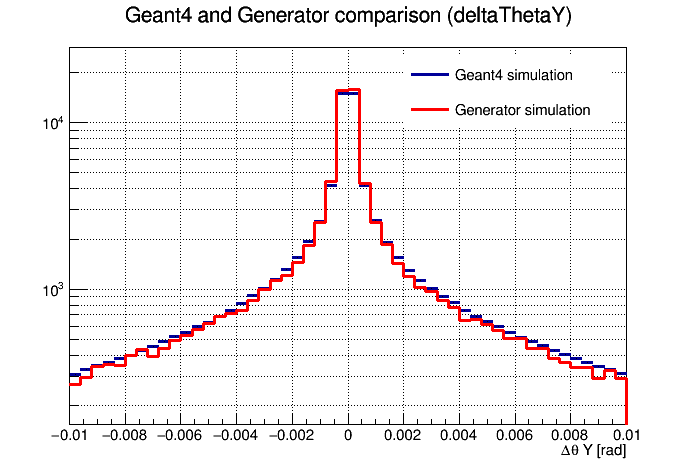 Geant4 and Generator comparison (deltaThetaY)
Geant4 simulation
Generator simulation
10⁴
10³
−0.01 −0.008 −0.006 −0.004 −0.002 0 0.002 0.004 0.006 0.008 0.01
Δθ Y [rad]